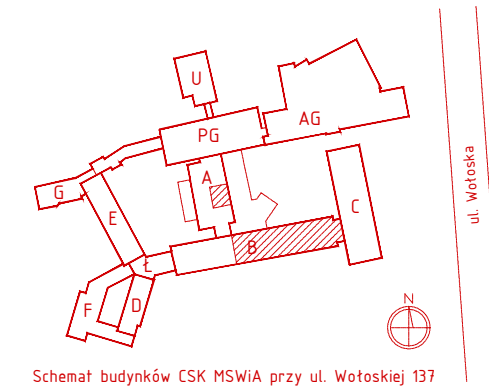 U
AG
PG
A
G
C
ul. Wołoska
E
B
Ł
N
F
D
Schemat budynków CSK MSWiA przy ul. Wołoskiej 137